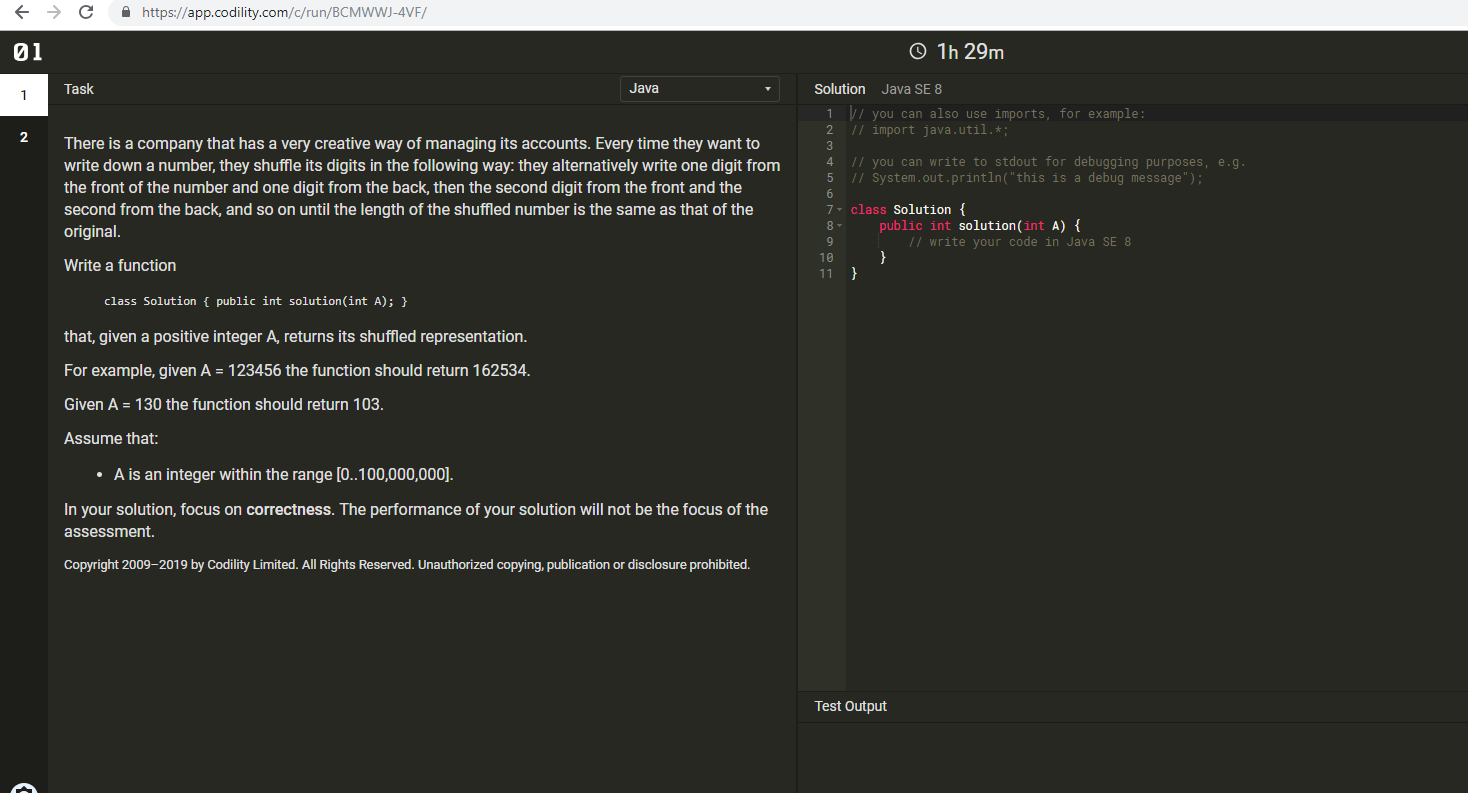 https://app.codility.com/c/run/BCMWWJ-4VF/
01
1h 29m
1
2
Task
Java
There is a company that has a very creative way of managing its accounts. Every time they want to
write down a number, they shuffle its digits in the following way: they alternatively write one digit from
the front of the number and one digit from the back, then the second digit from the front and the
second from the back, and so on until the length of the shuffled number is the same as that of the
original.
Write a function
class Solution { public int solution(int A); }
that, given a positive integer A, returns its shuffled representation.
For example, given A = 123456 the function should return 162534.
Given A = 130 the function should return 103.
Assume that:
• A is an integer within the range [0..100,000,000].
In your solution, focus on correctness. The performance of your solution will not be the focus of the
assessment.
Copyright 2009–2019 by Codility Limited. All Rights Reserved. Unauthorized copying, publication or disclosure prohibited.
Solution Java SE 8
1 // you can also use imports, for example:
2 // import java.util.*;
3
4 // you can write to stdout for debugging purposes, e.g.
5 // System.out.println("this is a debug message");
6
7 class Solution {
8 public int solution(int A) {
9 // write your code in Java SE 8
10 }
11 }
Test Output